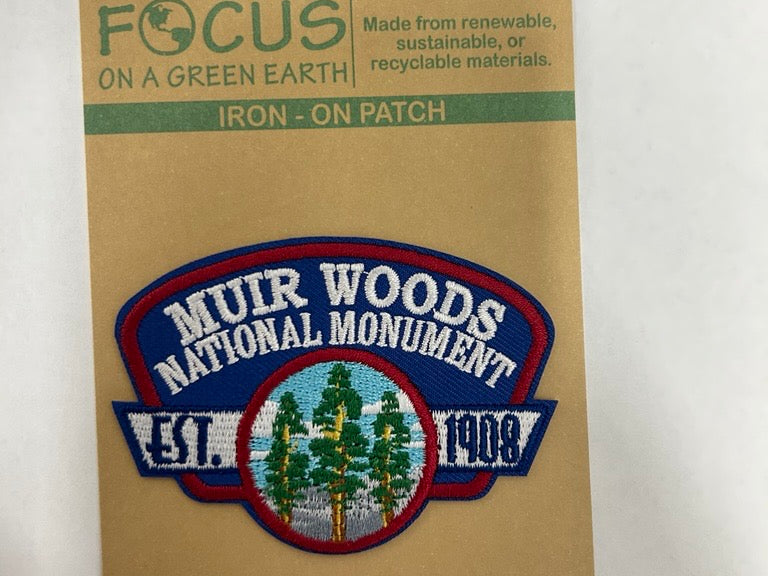 FOCUS
ON A GREEN EARTH
Made from renewable,
sustainable, or
recyclable materials.
IRON - ON PATCH
MUIR WOODS
NATIONAL MONUMENT
EST. 1908